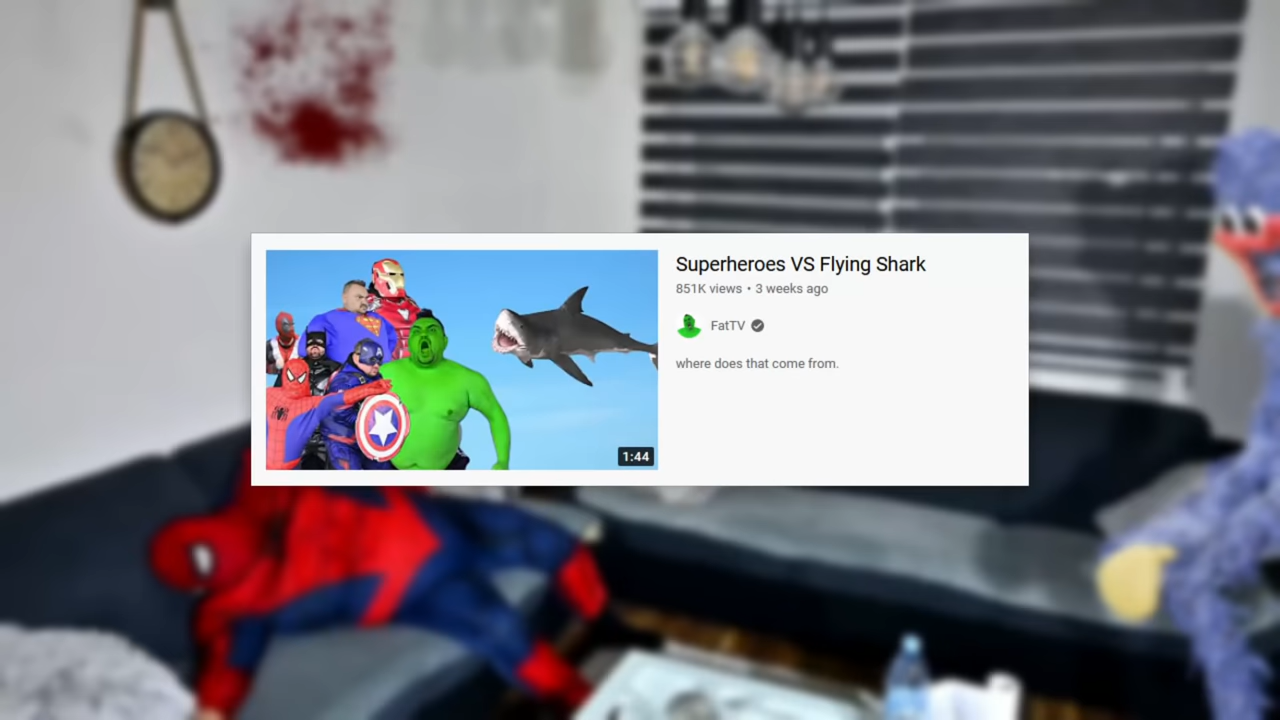 Superheroes VS Flying Shark
851K views • 3 weeks ago
FatTV
where does that come from.
1:44